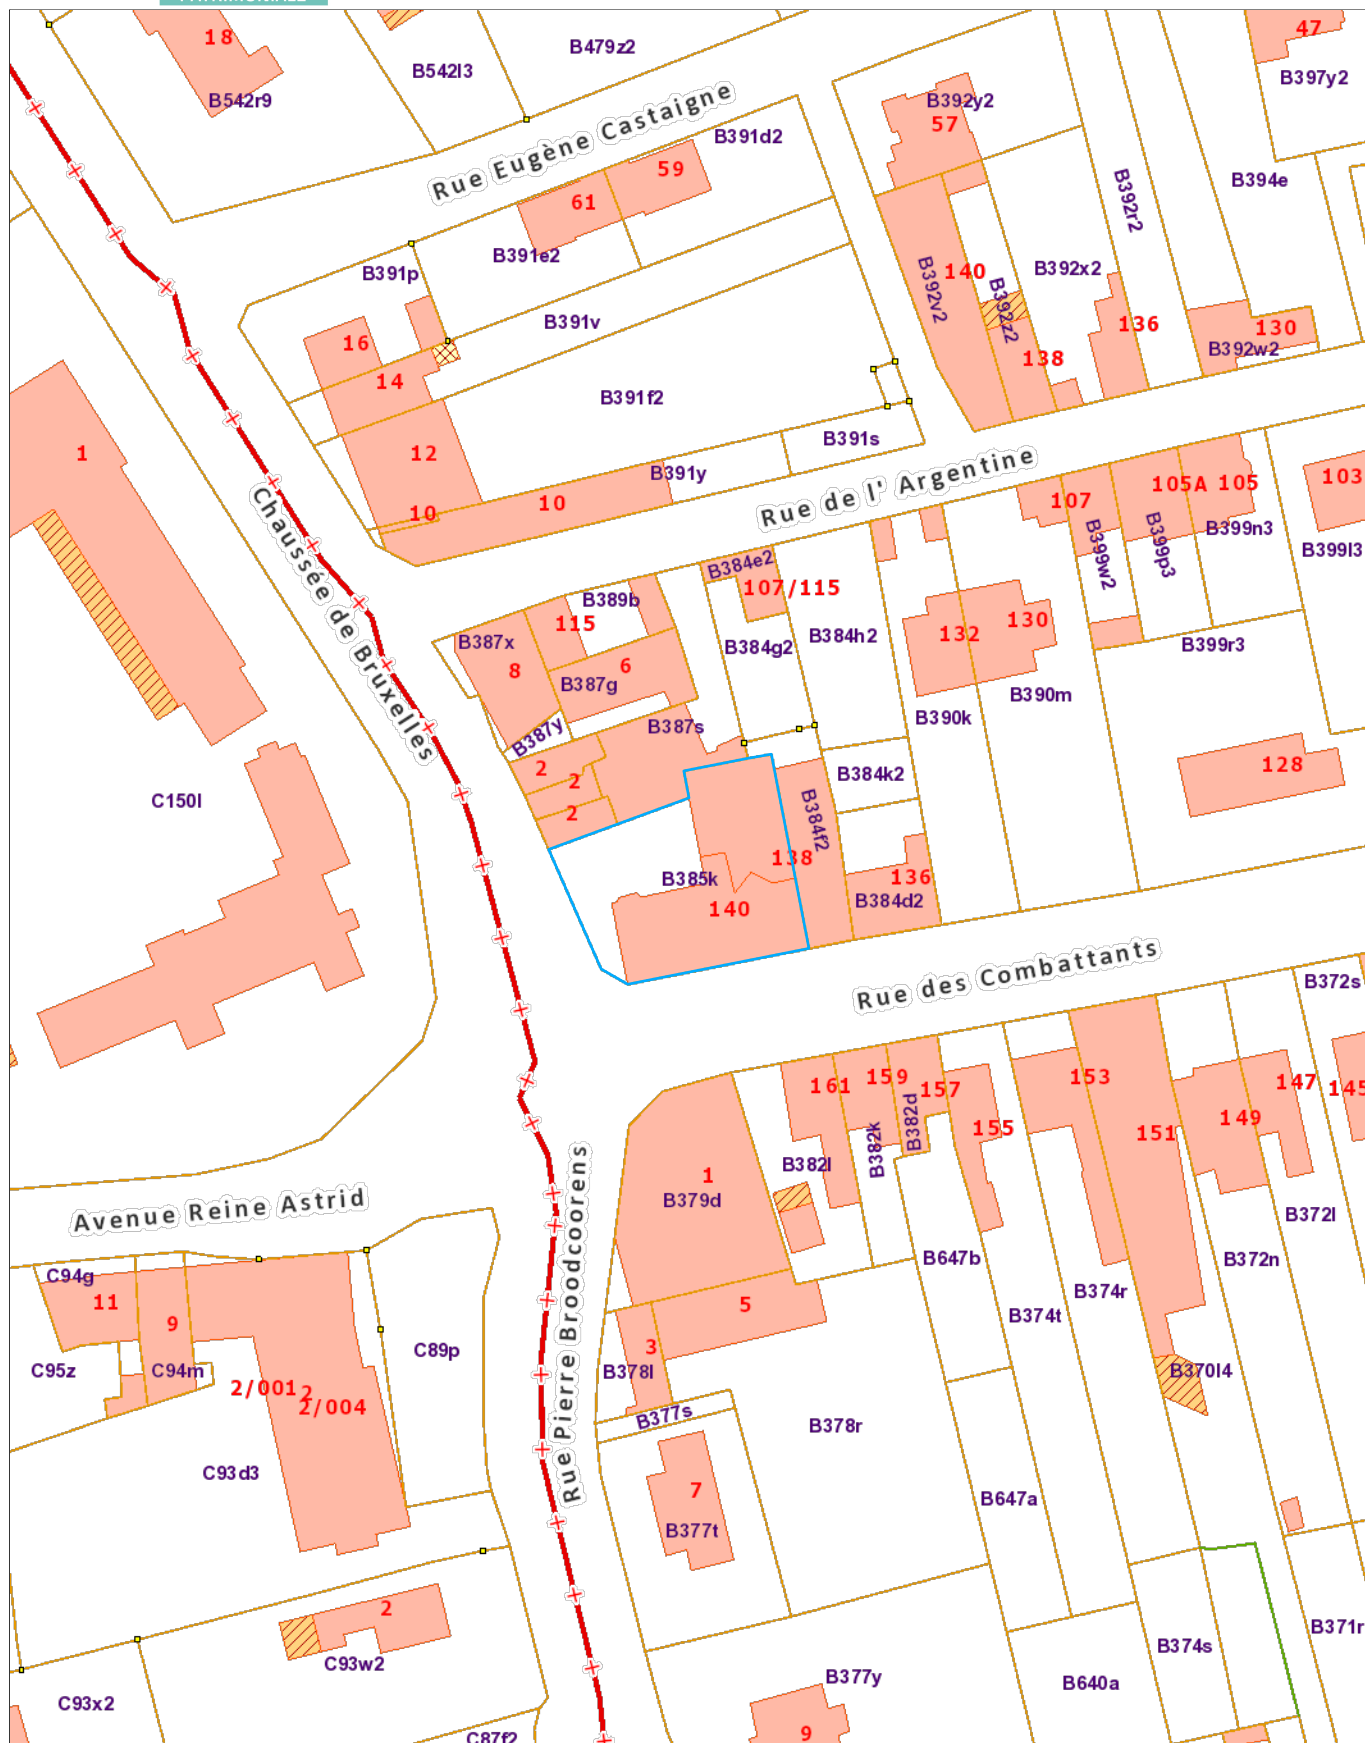 18
B542r9
B542l3
B479z2
47
B397y2
Rue Eugène Castaigne
B391d2
B392y2
57
59
61
B391e2
B391p
B392r2
B394e
B391v
B392v2
140
B392z2
B392x2
136
138
130
B392w2
16
14
B391f2
12
B391s
B391y
10
10
1
Chaussée de Bruxelles
Rue de l' Argentine
107
105A
105
103
B399w2
B399p3
B399n3
B399l3
B384e2
107/115
B389b
115
B387x
8
6
B387g
B384g2
B384h2
132
130
B399r3
B390m
B390k
B387s
B387y
2
2
2
B384k2
128
C150l
B384f2
138
B385k
140
136
B384d2
Rue des Combattants
B372s
161
159
157
153
155
151
149
147
145
B382k
B382d
B382l
1
B379d
Avenue Reine Astrid
Rue Pierre Broodcoorens
B372l
B372n
B647b
B374r
B374t
C94g
11
9
C95z
C94m
2/001
2
2/004
C89p
5
3
B378l
B377s
B370l4
B378r
C93d3
7
B377t
B647a
2
C93w2
C93x2
B377y
B640a
B374s
B371r
9
C87f2